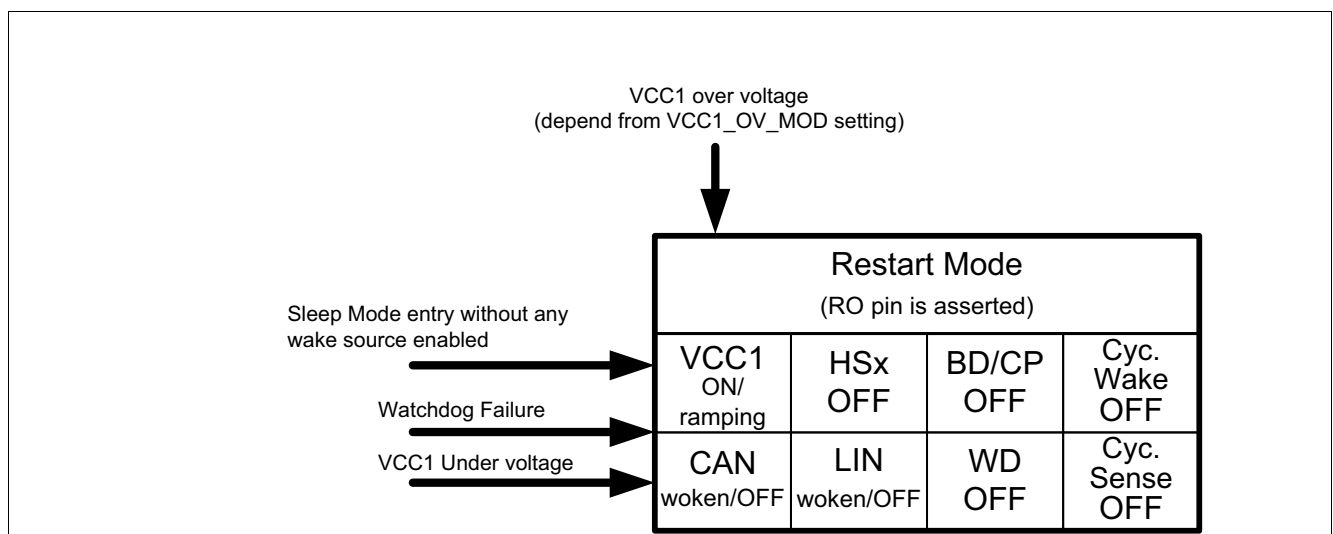 VCC1 over voltage
(depend from VCC1_OV_MOD setting)
Restart Mode
(RO pin is asserted)
Sleep Mode entry without any
wake source enabled
VCC1
ON/
ramping
HSx
OFF
BD/CP
OFF
Cyc.
Wake
OFF
Watchdog Failure
VCC1 Under voltage
CAN
woken/OFF
LIN
woken/OFF
WD
OFF
Cyc.
Sense
OFF